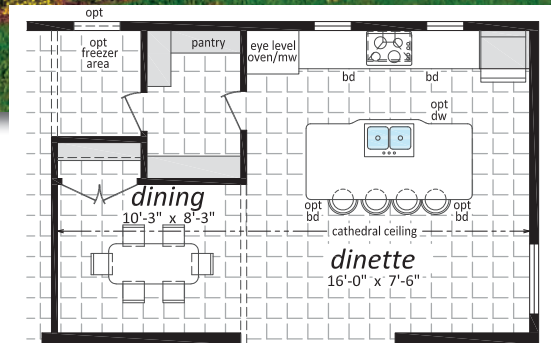 opt
opt
freezer
area
pantry
eye level
oven/mw
bd
bd
opt
dw
dining
10'-3" x 8'-3"
opt
bd
opt
bd
cathedral ceiling
dinette
16'-0" x 7'-6"